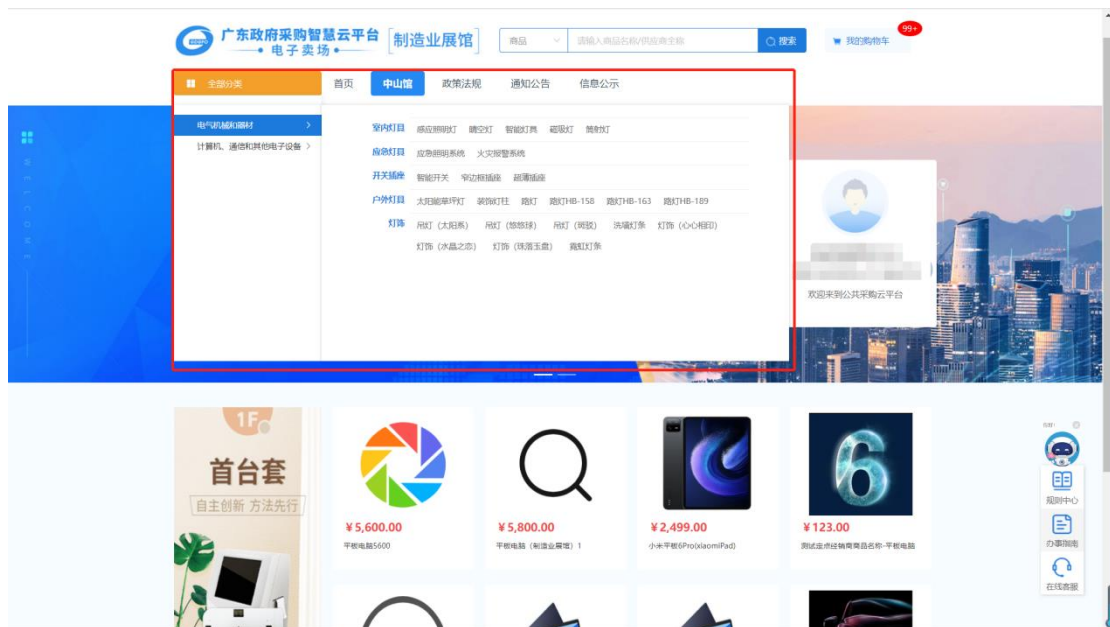 广东政府采购智慧云平台
电子卖场
制造业展馆
商品
请输入商品名称/供应商全称
搜索
我的购物车
99+
全部分类
首页 中山馆 政策法规 通知公告 信息公示
电气机械和器材
计算机、通信和其他电子设备
室内灯具 感应照明灯 晴空灯 智能灯具 磁吸灯 筒射灯
应急灯具 应急照明系统 火灾报警系统
开关插座 智能开关 窄边框插座 超薄插座
户外灯具 太阳能草坪灯 装饰灯柱 路灯 路灯HB-158 路灯HB-163 路灯HB-189
灯饰 吊灯（太阳系） 吊灯（悠悠球） 吊灯（斑驳） 洗墙灯条 灯饰（心心相印）
灯饰（水晶之恋） 灯饰（珠落玉盘） 霓虹灯条
WELCOME
欢迎来到公共采购云平台
1F
首台套
自主创新 方法先行
¥5,600.00
平板电脑5600
¥5,800.00
平板电脑（制造业展馆）1
¥2,499.00
小米平板6Pro(xiaomiPad)
6
¥123.00
测试定点经销商商品名称-平板电脑
规则中心
办事指南
在线客服